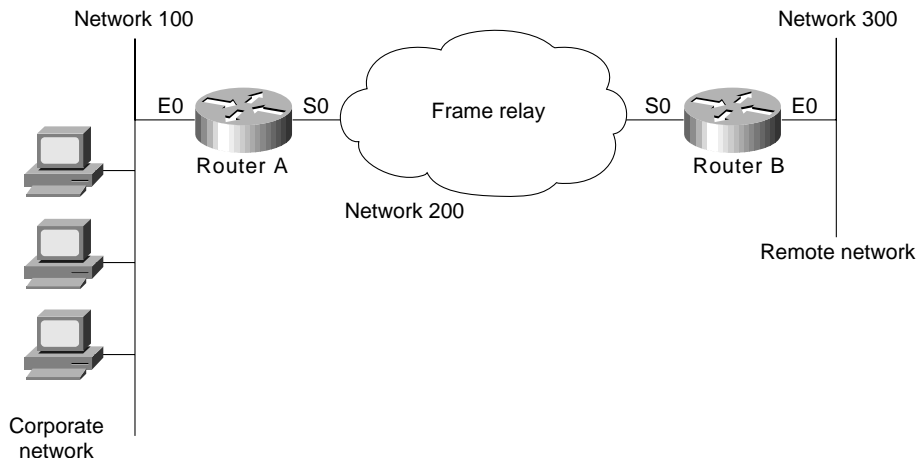 Network 100
Network 300
E0
S0
Frame relay
S0
E0
Router A
Router B
Network 200
Remote network
Corporate
network